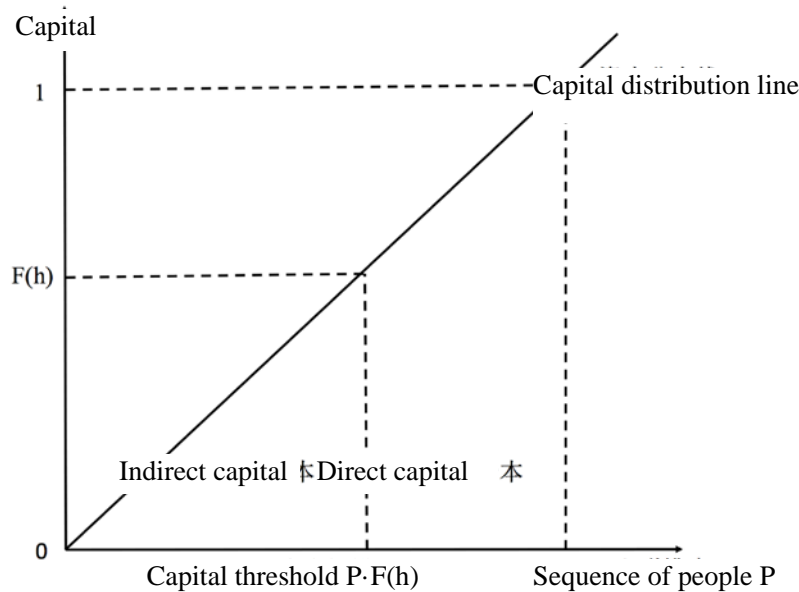 Capital
1
Capital distribution line
F(h)
Indirect capital
Direct capital 本
0
Capital threshold P·F(h)
Sequence of people P